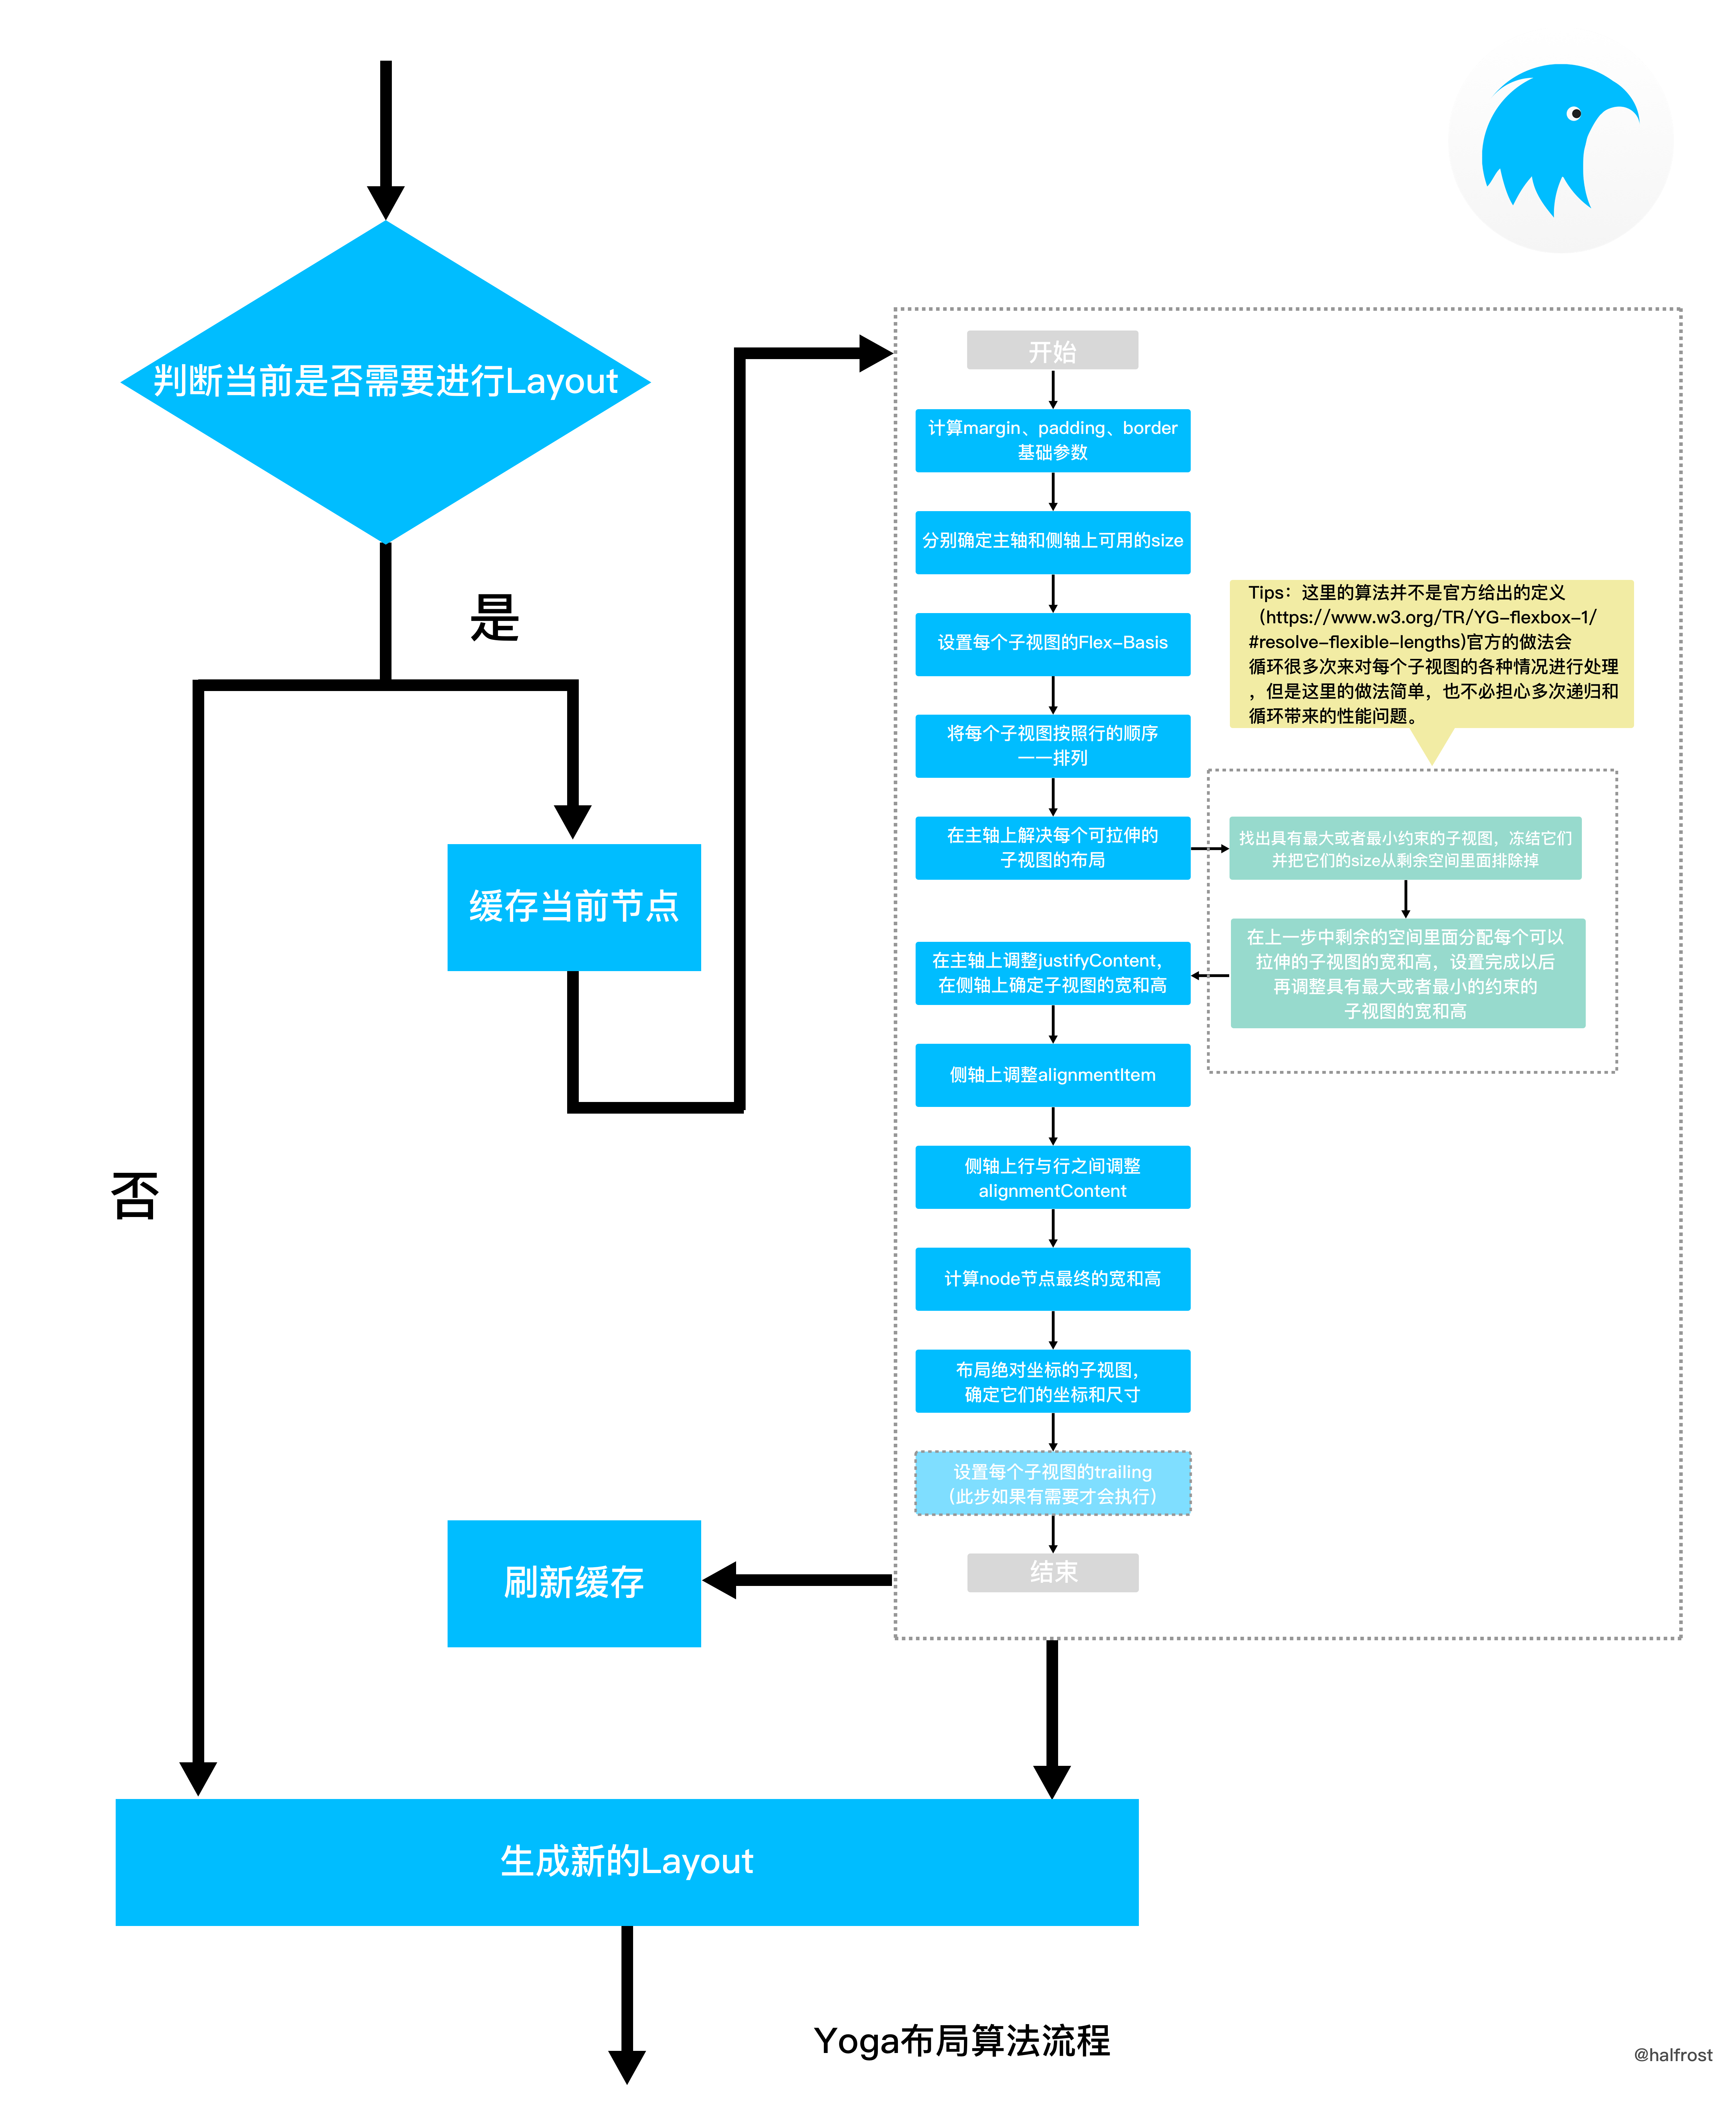 判断当前是否需要进行Layout
是
否
缓存当前节点
开始
计算margin、padding、border
基础参数
分别确定主轴和侧轴上可用的size
设置每个子视图的Flex-Basis
将每个子视图按照行的顺序
一一排列
在主轴上解决每个可拉伸的
子视图的布局
Tips：这里的算法并不是官方给出的定义
（https://www.w3.org/TR/YG-flexbox-1/
#resolve-flexible-lengths)官方的做法会
循环很多次来对每个子视图的各种情况进行处理
，但是这里的做法简单，也不必担心多次递归和
循环带来的性能问题。
找出具有最大或者最小约束的子视图，冻结它们
并把它们的size从剩余空间里面排除掉
在上一步中剩余的空间里面分配每个可以
拉伸的子视图的宽和高，设置完成以后
再调整具有最大或者最小的约束的
子视图的宽和高
在主轴上调整justifyContent，
在侧轴上确定子视图的宽和高
侧轴上调整alignmentItem
侧轴上行与行之间调整
alignmentContent
计算node节点最终的宽和高
布局绝对坐标的子视图，
确定它们的坐标和尺寸
设置每个子视图的trailing
（此步如果有需要才会执行）
结束
刷新缓存
生成新的Layout
Yoga布局算法流程
@halfrost